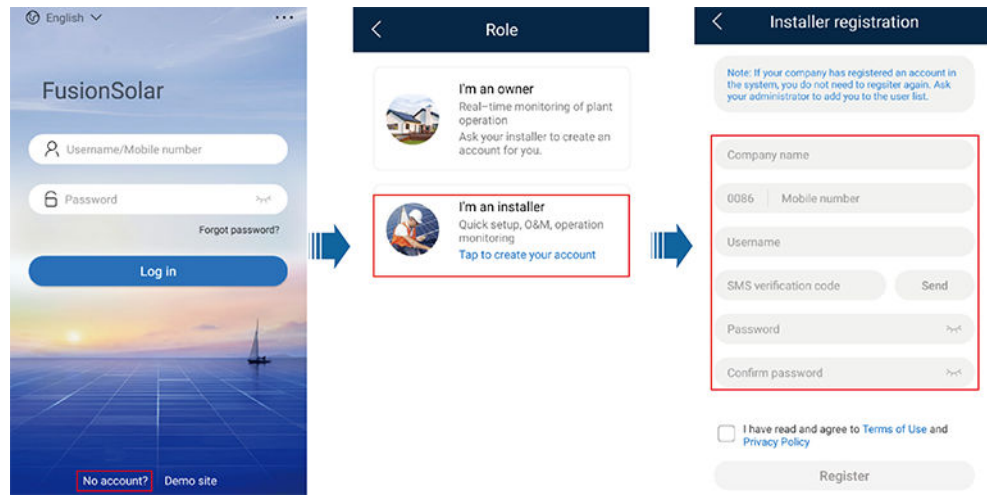 English
FusionSolar
Username/Mobile number
Password
Forgot password?
Log in
No account? Demo site
Role
I'm an owner
Real-time monitoring of plant
operation
Ask your installer to create an
account for you.
I'm an installer
Quick setup, O&M, operation
monitoring
Tap to create your account
Installer registration
Note: If your company has registered an account in
the system, you do not need to regsiter again. Ask
your administrator to add you to the user list.
Company name
0086 Mobile number
Username
SMS verification code Send
Password
Confirm password
I have read and agree to Terms of Use and
Privacy Policy
Register